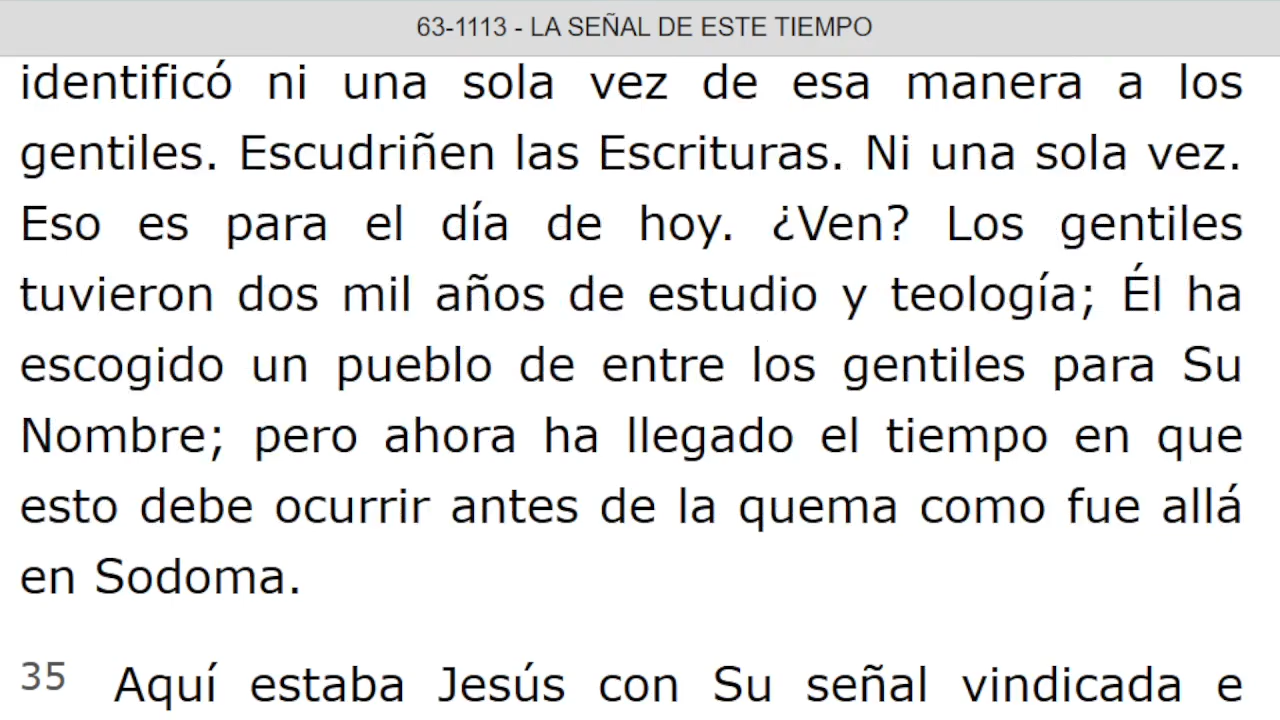 63-1113 - LA SEÑAL DE ESTE TIEMPO
identificó ni una sola vez de esa manera a los
gentiles. Escudriñen las Escrituras. Ni una sola vez.
Eso es para el día de hoy. ¿Ven? Los gentiles
tuvieron dos mil años de estudio y teología; Él ha
escogido un pueblo de entre los gentiles para Su
Nombre; pero ahora ha llegado el tiempo en que
esto debe ocurrir antes de la quema como fue allá
en Sodoma.
35 Aquí estaba Jesús con Su señal vindicada e